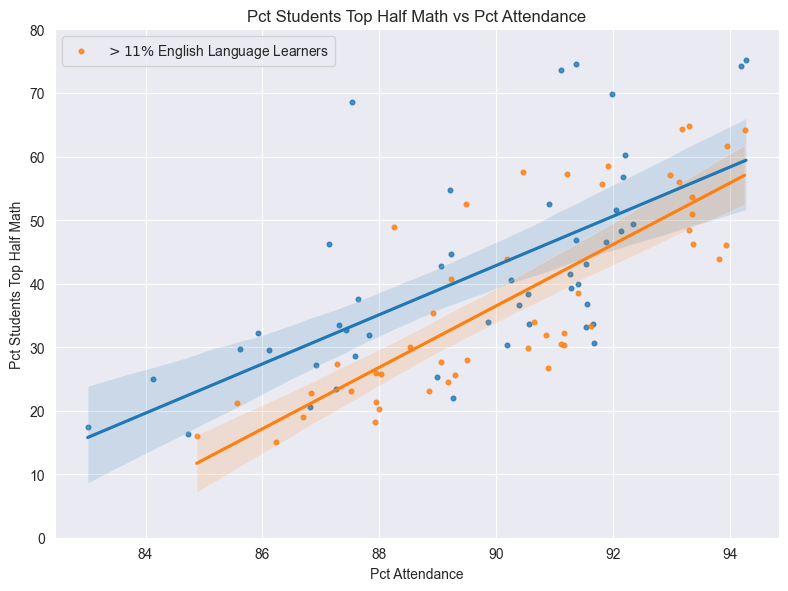 Pct Students Top Half Math vs Pct Attendance
> 11% English Language Learners
Pct Students Top Half Math
80
70
60
50
40
30
20
10
0
84 86 88 90 92 94
Pct Attendance